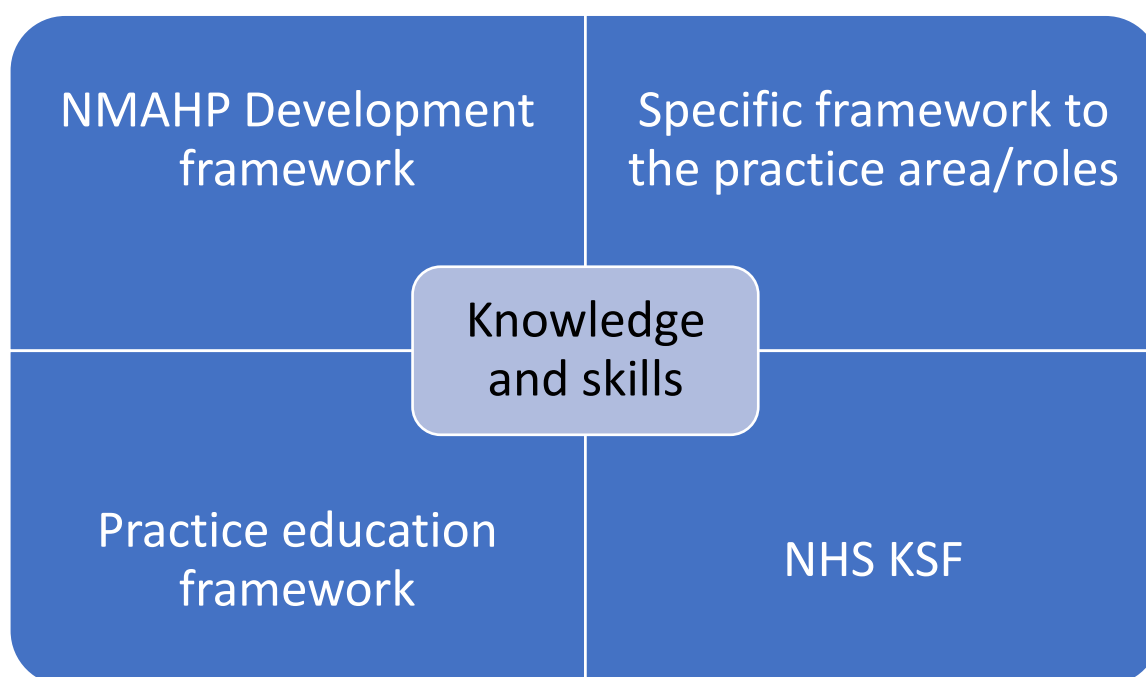 NMAHP Development
framework
Specific framework to
the practice area/roles
Knowledge
and skills
Practice education
framework
NHS KSF